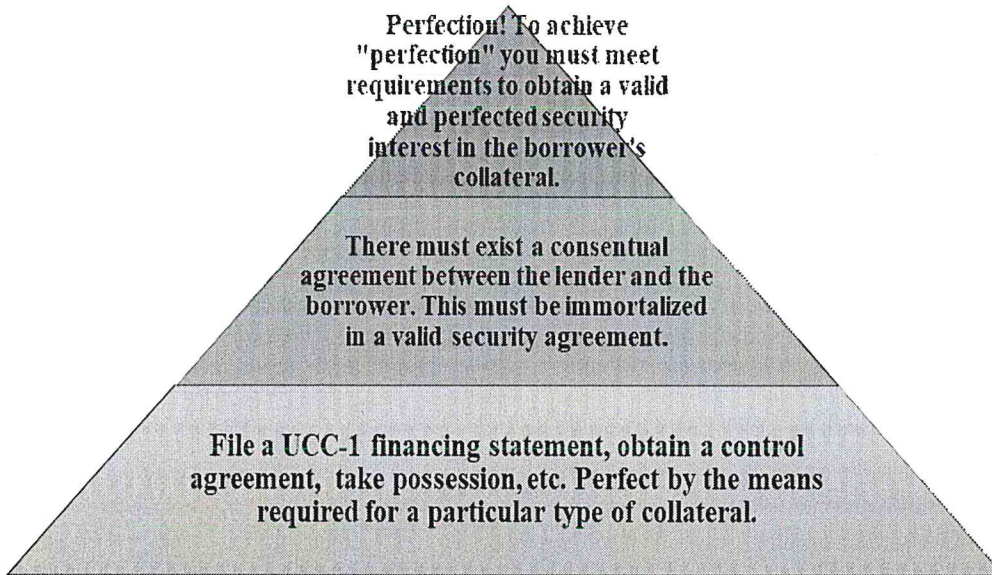 Perfection! To achieve
"perfection" you must meet
requirements to obtain a valid
and perfected security
interest in the borrower's
collateral.
There must exist a consentual
agreement between the lender and the
borrower. This must be immortalized
in a valid security agreement.
File a UCC-1 financing statement, obtain a control
agreement, take possession, etc. Perfect by the means
required for a particular type of collateral.